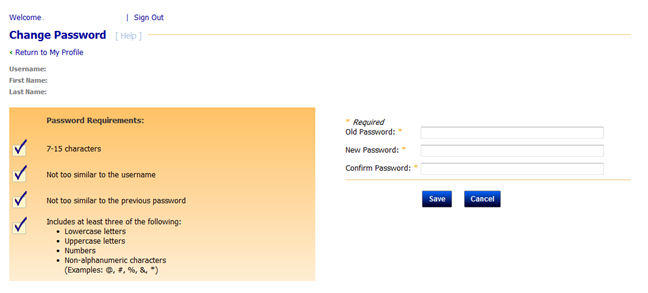 Welcome . | Sign Out
Change Password [ Help ]
‹ Return to My Profile
Username:
First Name:
Last Name:
Password Requirements:
7-15 characters
Not too similar to the username
Not too similar to the previous password
Includes at least three of the following:
• Lowercase letters
• Uppercase letters
• Numbers
• Non-alphanumeric characters
(Examples: @, #, %, &, *)
* Required
Old Password: *
New Password: *
Confirm Password: *
Save Cancel